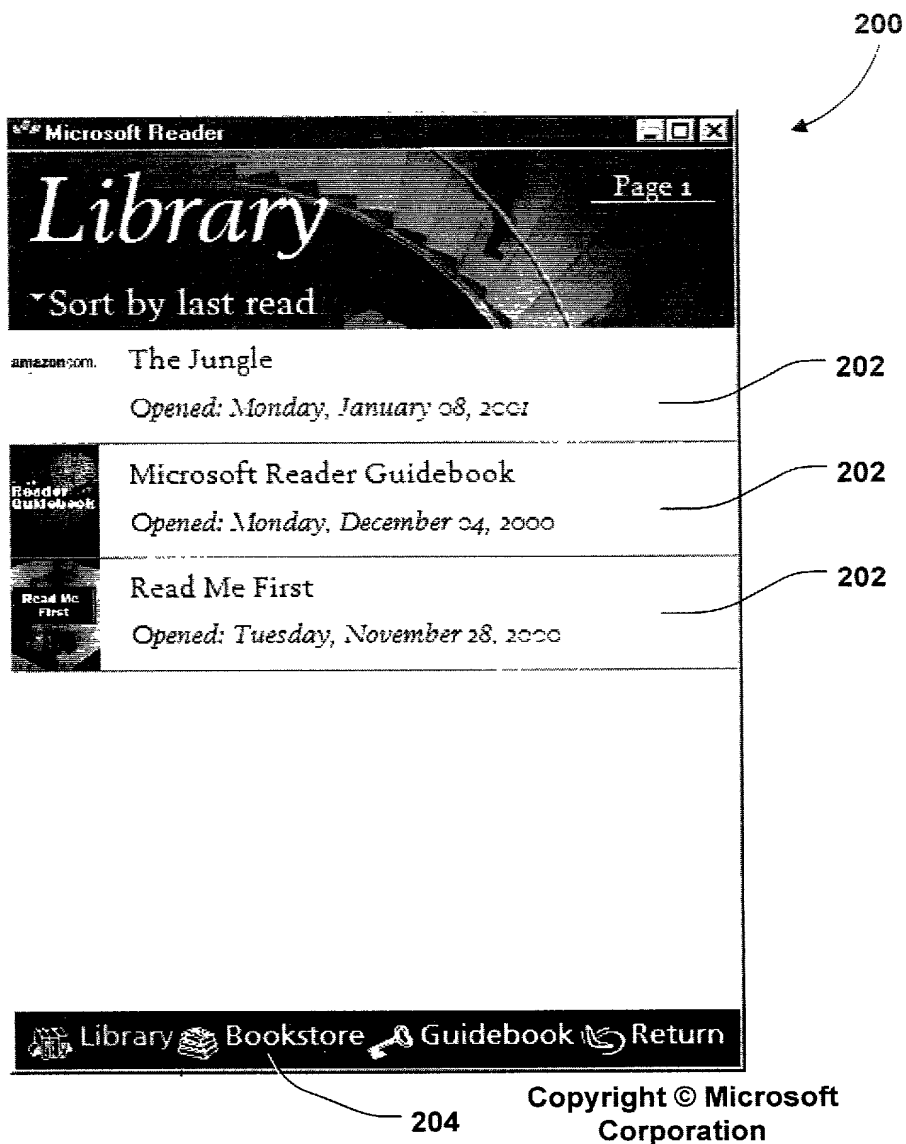 200
Microsoft Reader
Library
Page 1
Sort by last read
amazon.com.
The Jungle
202
Opened: Monday, January 08, 2001
Reader
Guidebook
Microsoft Reader Guidebook
202
Opened: Monday, December 04, 2000
Read Me
First
Read Me First
202
Opened: Tuesday, November 28, 2000
Library Bookstore Guidebook Return
204
Copyright © Microsoft
Corporation